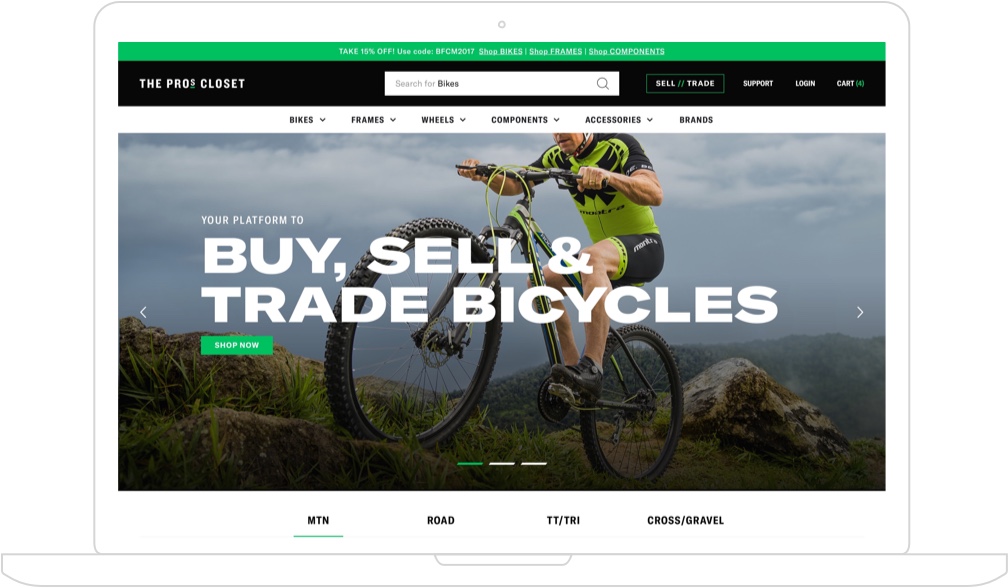 TAKE 15% OFF! Use code: BFCM2017 Shop BIKES | Shop FRAMES | Shop COMPONENTS
THE PROS CLOSET
Search for Bikes
SELL // TRADE
SUPPORT
LOGIN
CART (4)
BIKES
FRAMES
WHEELS
COMPONENTS
ACCESSORIES
BRANDS
montra
YOUR PLATFORM TO
BUY, SELL &
TRADE BICYCLES
SHOP NOW
MTN
ROAD
TT/TRI
CROSS/GRAVEL